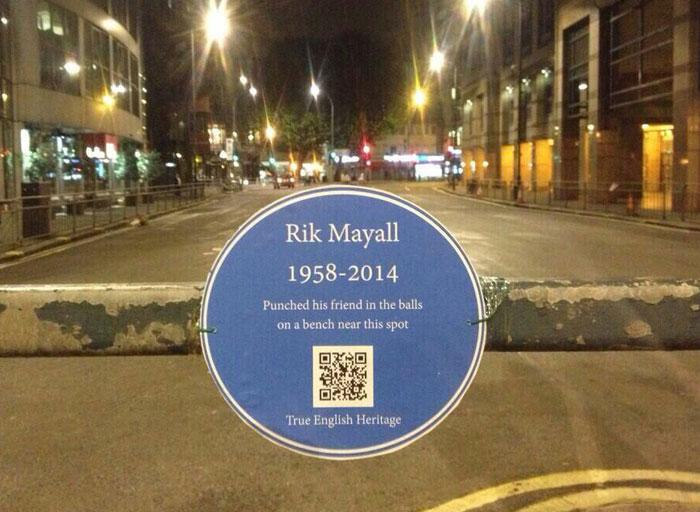 Rik Mayall
1958-2014
Punched his friend in the balls
on a bench near this spot
True English Heritage